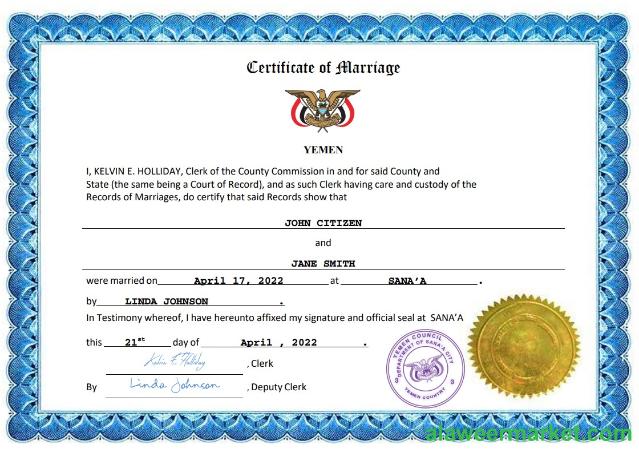 Certificate of Marriage
YEMEN
I, KELVIN E. HOLLIDAY, Clerk of the County Commission in and for said County and
State (the same being a Court of Record), and as such Clerk having care and custody of the
Records of Marriages, do certify that said Records show that
JOHN CITIZEN
and
JANE SMITH
were married on April 17, 2022 at SANA'A .
by LINDA JOHNSON .
In Testimony whereof, I have hereunto affixed my signature and official seal at SANA'A
this 21st day of April , 2022 .
Kelvin E. Holliday , Clerk
By Linda Johnson , Deputy Clerk
YEMEN COUNCIL
DEPARTMENT OF SANA'A CITY
YEMEN COUNTRY
alaweermarket.com